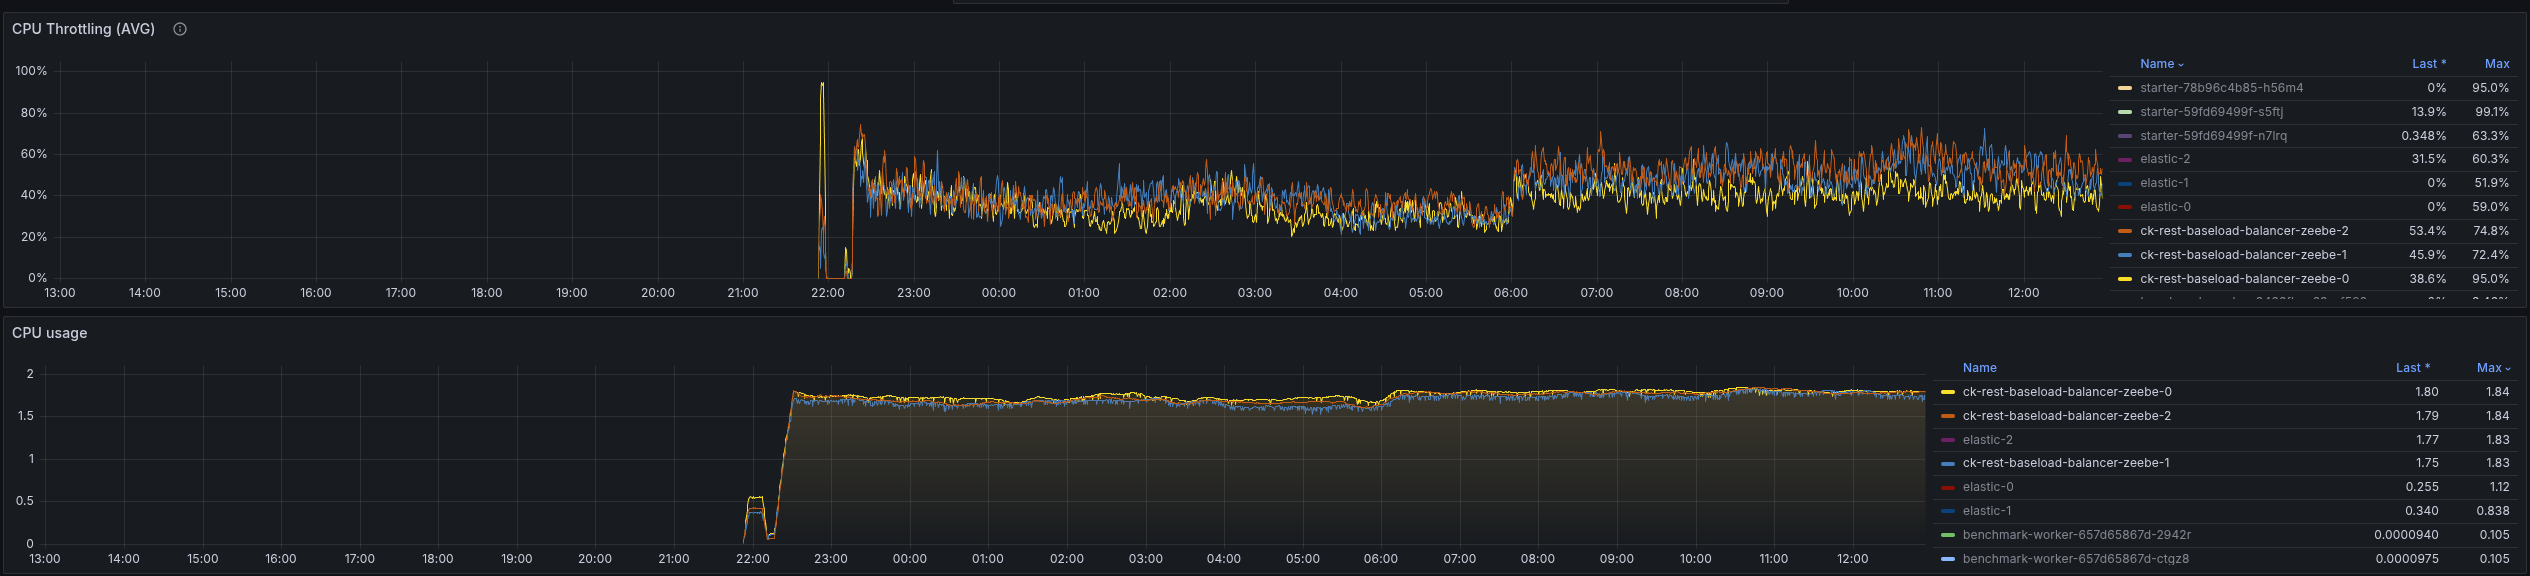 CPU Throttling (AVG)
100%
80%
60%
40%
20%
0%
13:00 14:00 15:00 16:00 17:00 18:00 19:00 20:00 21:00 22:00 23:00 00:00 01:00 02:00 03:00 04:00 05:00 06:00 07:00 08:00 09:00 10:00 11:00 12:00
Name Last * Max
starter-78b96c4b85-h56m4 0% 95.0%
starter-59fd69499f-s5ftj 13.9% 99.1%
starter-59fd69499f-n7lrq 0.348% 63.3%
elastic-2 31.5% 60.3%
elastic-1 0% 51.9%
elastic-0 0% 59.0%
ck-rest-baseload-balancer-zeebe-2 53.4% 74.8%
ck-rest-baseload-balancer-zeebe-1 45.9% 72.4%
ck-rest-baseload-balancer-zeebe-0 38.6% 95.0%
CPU usage
2
1.5
1
0.5
0
13:00 14:00 15:00 16:00 17:00 18:00 19:00 20:00 21:00 22:00 23:00 00:00 01:00 02:00 03:00 04:00 05:00 06:00 07:00 08:00 09:00 10:00 11:00 12:00
Name Last * Max
ck-rest-baseload-balancer-zeebe-0 1.80 1.84
ck-rest-baseload-balancer-zeebe-2 1.79 1.84
elastic-2 1.77 1.83
ck-rest-baseload-balancer-zeebe-1 1.75 1.83
elastic-0 0.255 1.12
elastic-1 0.340 0.838
benchmark-worker-657d65867d-2942r 0.0000940 0.105
benchmark-worker-657d65867d-ctgz8 0.0000975 0.105